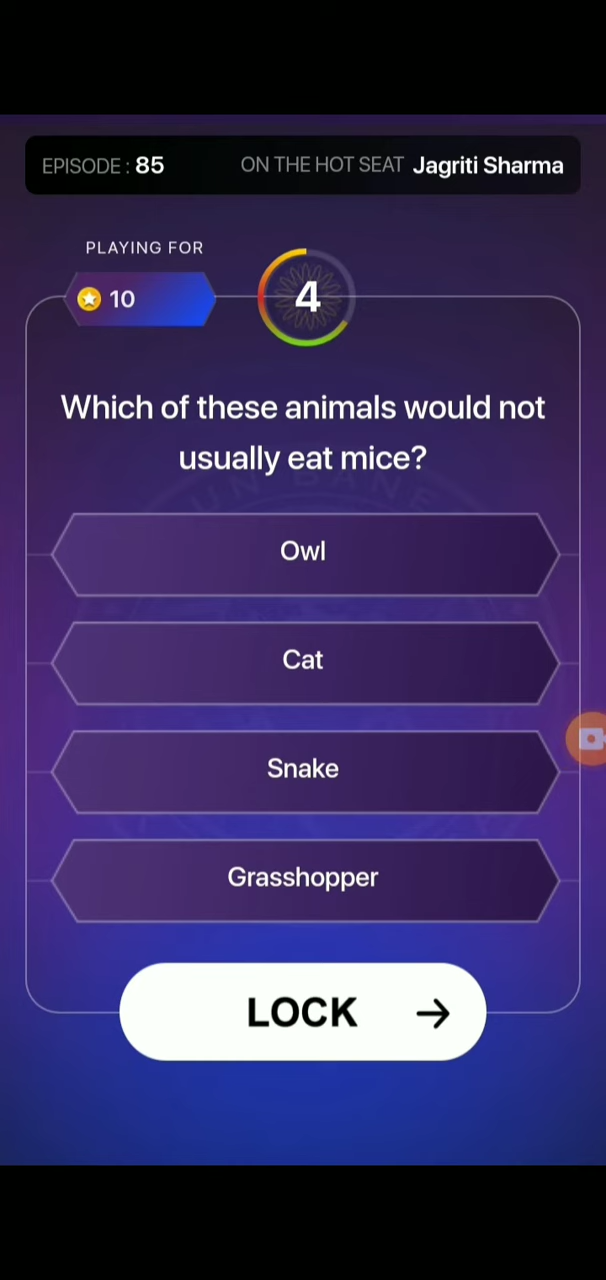 EPISODE : 85 ON THE HOT SEAT Jagriti Sharma
PLAYING FOR
10
4
Which of these animals would not
usually eat mice?
Owl
Cat
Snake
Grasshopper
LOCK